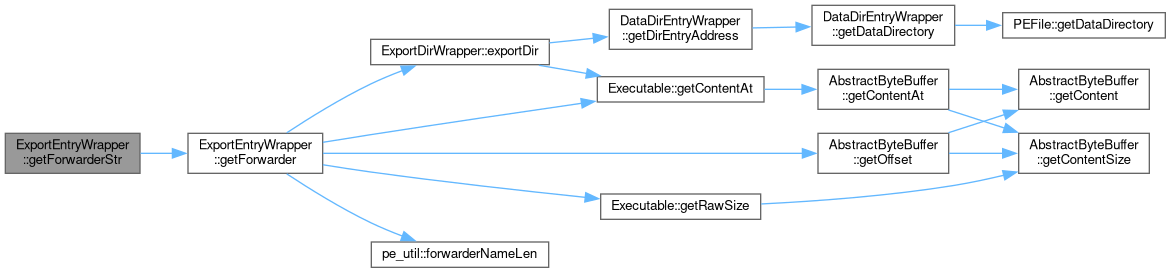 ExportEntryWrapper
::getForwarderStr
ExportEntryWrapper
::getForwarder
ExportDirWrapper::exportDir
DataDirEntryWrapper
::getDirEntryAddress
DataDirEntryWrapper
::getDataDirectory
PEFile::getDataDirectory
Executable::getContentAt
AbstractByteBuffer
::getContentAt
AbstractByteBuffer
::getContent
AbstractByteBuffer
::getOffset
AbstractByteBuffer
::getContentSize
Executable::getRawSize
pe_util::forwarderNameLen